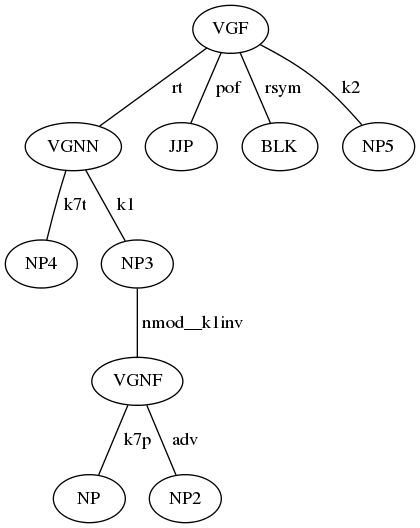 VGF
rt pof rsym k2
VGNN JJP BLK NP5
k7t k1
NP4 NP3
nmod__k1inv
VGNF
k7p adv
NP NP2